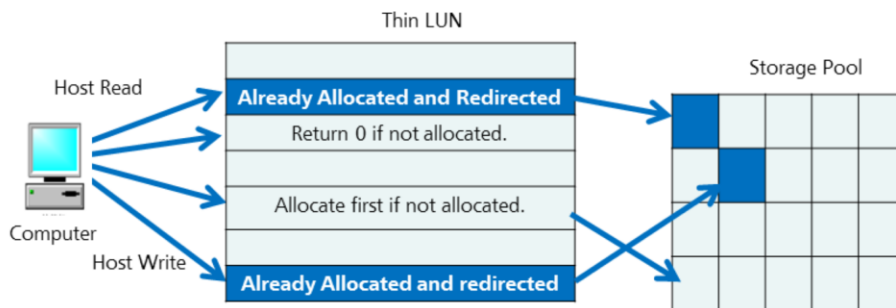 Thin LUN
Storage Pool
Host Read
Already Allocated and Redirected
Return 0 if not allocated.
Allocate first if not allocated.
Computer
Host Write
Already Allocated and redirected